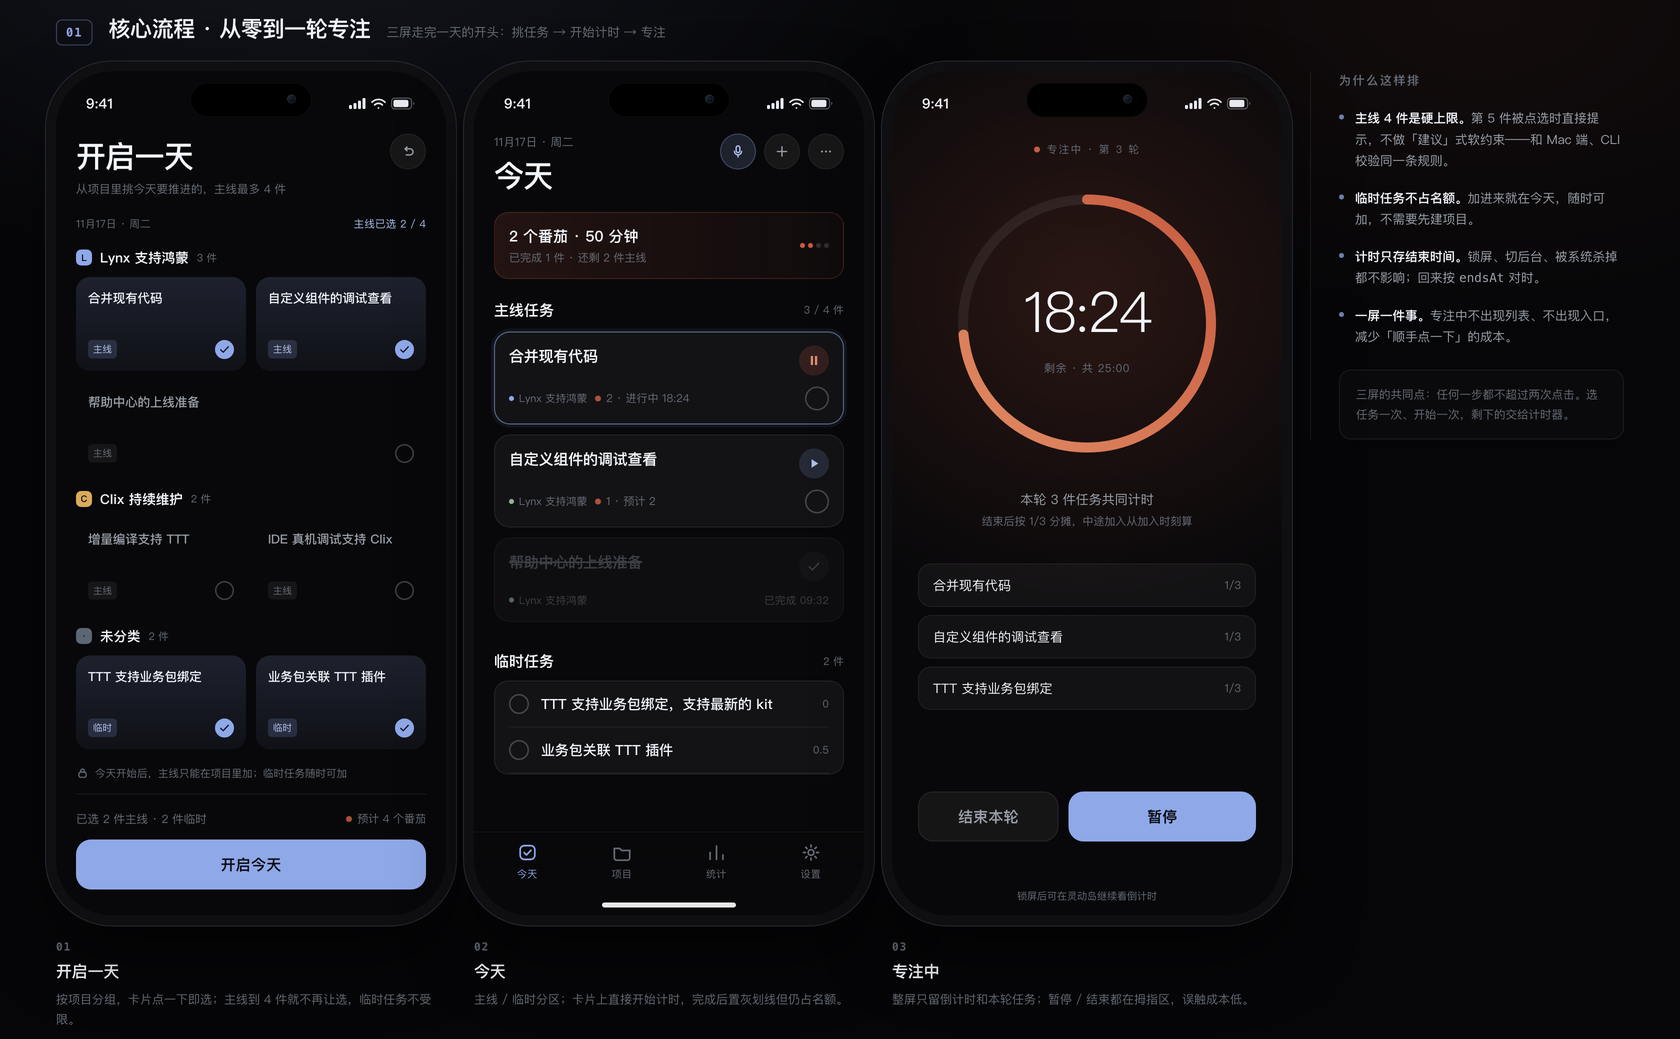 01 核心流程 · 从零到一轮专注 三屏走完一天的开头：挑任务 → 开始计时 → 专注
9:41
开启一天
从项目里挑今天要推进的，主线最多 4 件
11月17日 · 周二 主线已选 2 / 4
L Lynx 支持鸿蒙 3 件
合并现有代码 自定义组件的调试查看
主线 主线
帮助中心的上线准备
主线
C Clix 持续维护 2 件
增量编译支持 TTT IDE 真机调试支持 Clix
主线 主线
· 未分类 2 件
TTT 支持业务包绑定 业务包关联 TTT 插件
临时 临时
今天开始后，主线只能在项目里加；临时任务随时可加
已选 2 件主线 · 2 件临时 预计 4 个番茄
开启今天
01
开启一天
按项目分组，卡片点一下即选；主线到 4 件就不再让选，临时任务不受
限。
9:41
11月17日 · 周二
今天
2 个番茄 · 50 分钟
已完成 1 件 · 还剩 2 件主线
主线任务 3 / 4 件
合并现有代码
Lynx 支持鸿蒙 2 · 进行中 18:24
自定义组件的调试查看
Lynx 支持鸿蒙 1 · 预计 2
帮助中心的上线准备
Lynx 支持鸿蒙 已完成 09:32
临时任务 2 件
TTT 支持业务包绑定，支持最新的 kit 0
业务包关联 TTT 插件 0.5
今天 项目 统计 设置
02
今天
主线 / 临时分区；卡片上直接开始计时，完成后置灰划线但仍占名额。
9:41
专注中 · 第 3 轮
18:24
剩余 · 共 25:00
本轮 3 件任务共同计时
结束后按 1/3 分摊，中途加入从加入时刻算
合并现有代码 1/3
自定义组件的调试查看 1/3
TTT 支持业务包绑定 1/3
结束本轮 暂停
锁屏后可在灵动岛继续看倒计时
03
专注中
整屏只留倒计时和本轮任务；暂停 / 结束都在拇指区，误触成本低。
为什么这样排
主线 4 件是硬上限。第 5 件被点选时直接提
示，不做「建议」式软约束——和 Mac 端、CLI
校验同一条规则。
临时任务不占名额。加进来就在今天，随时可
加，不需要先建项目。
计时只存结束时间。锁屏、切后台、被系统杀掉
都不影响；回来按 endsAt 对时。
一屏一件事。专注中不出现列表、不出现入口，
减少「顺手点一下」的成本。
三屏的共同点：任何一步都不超过两次点击。选
任务一次、开始一次，剩下的交给计时器。